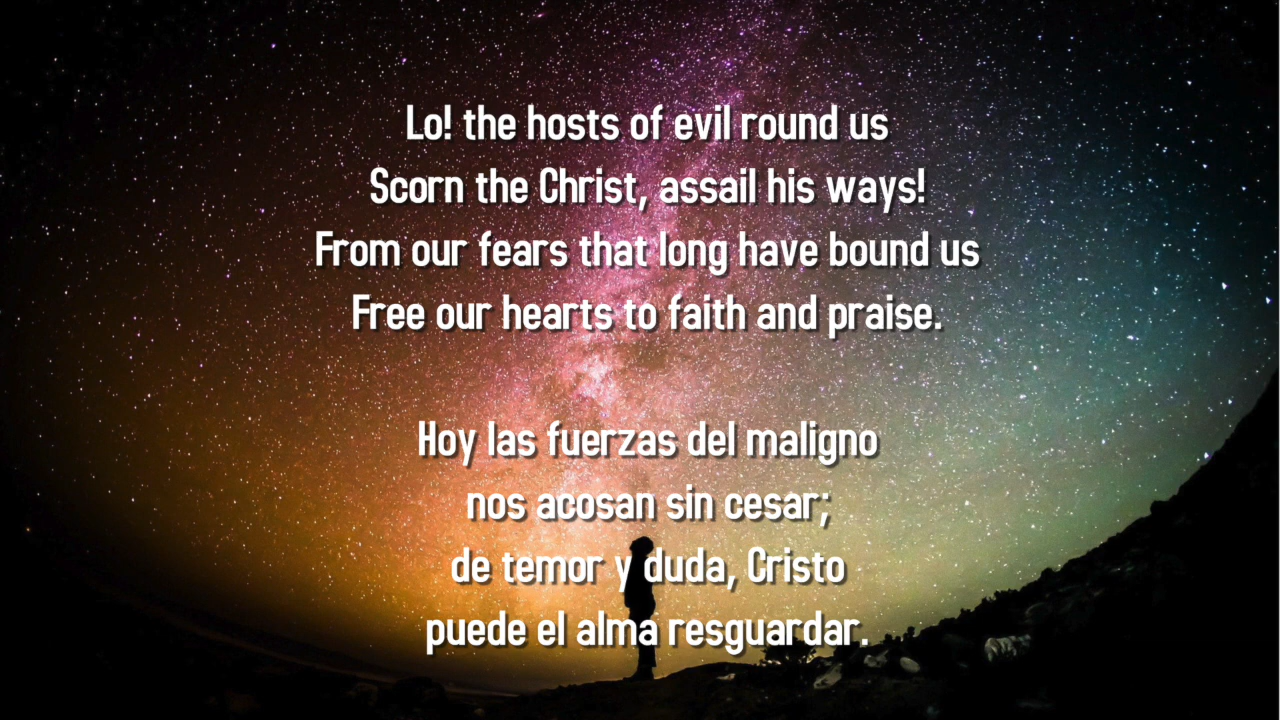 Lo! the hosts of evil round us
Scorn the Christ, assail his ways!
From our fears that long have bound us
Free our hearts to faith and praise.
Hoy las fuerzas del maligno
nos acosan sin cesar;
de temor y duda, Cristo
puede el alma resguardar.